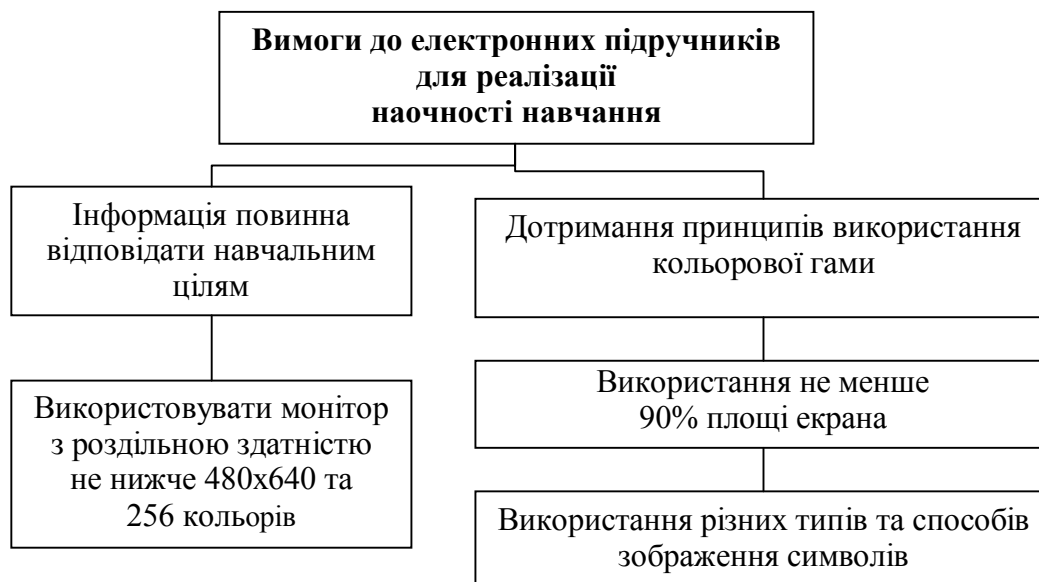 Вимоги до електронних підручників
для реалізації
наочності навчання
Інформація повинна
відповідати навчальним
цілям
Використовувати монітор
з роздільною здатністю
не нижче 480х640 та
256 кольорів
Дотримання принципів використання
кольорової гами
Використання не менше
90% площі екрана
Використання різних типів та способів
зображення символів